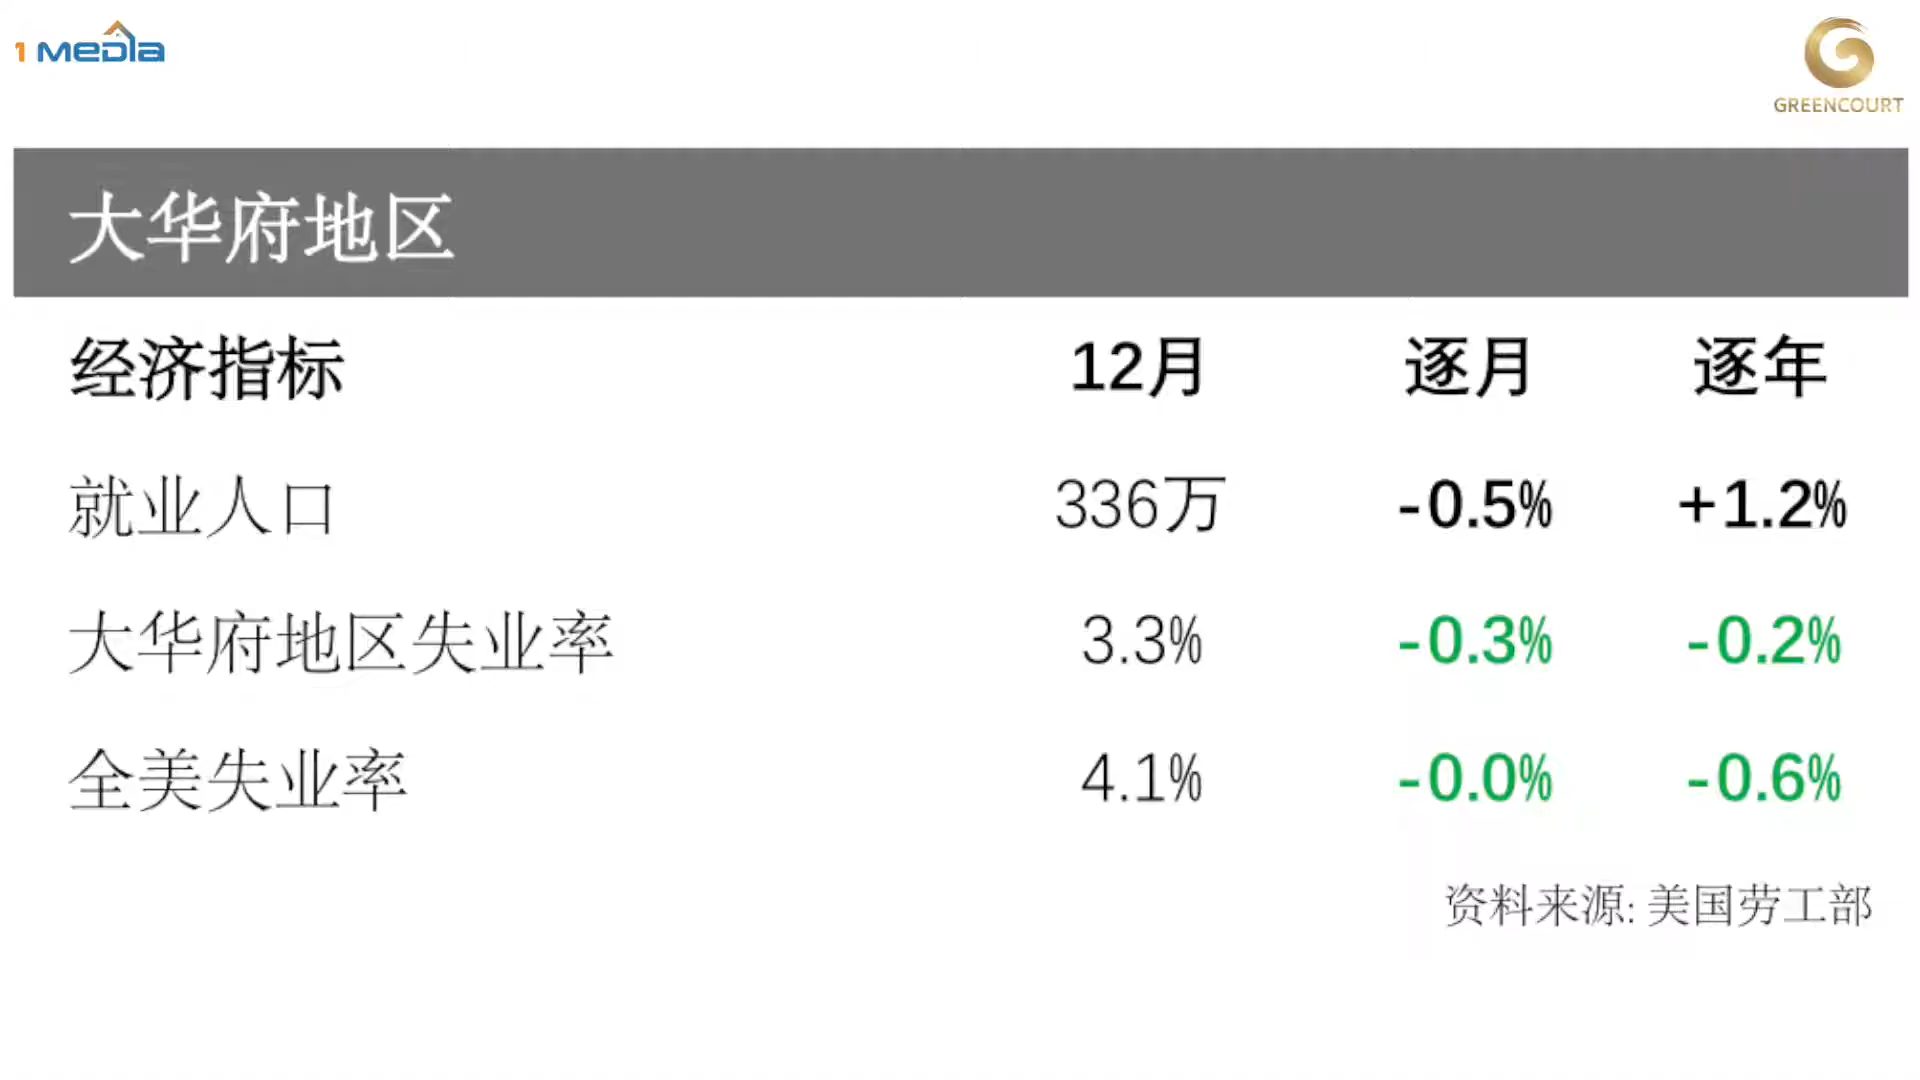 1 MEDIA
GREENCOURT
大华府地区
经济指标 12月 逐月 逐年
就业人口 336万 -0.5% +1.2%
大华府地区失业率 3.3% -0.3% -0.2%
全美失业率 4.1% -0.0% -0.6%
资料来源: 美国劳工部